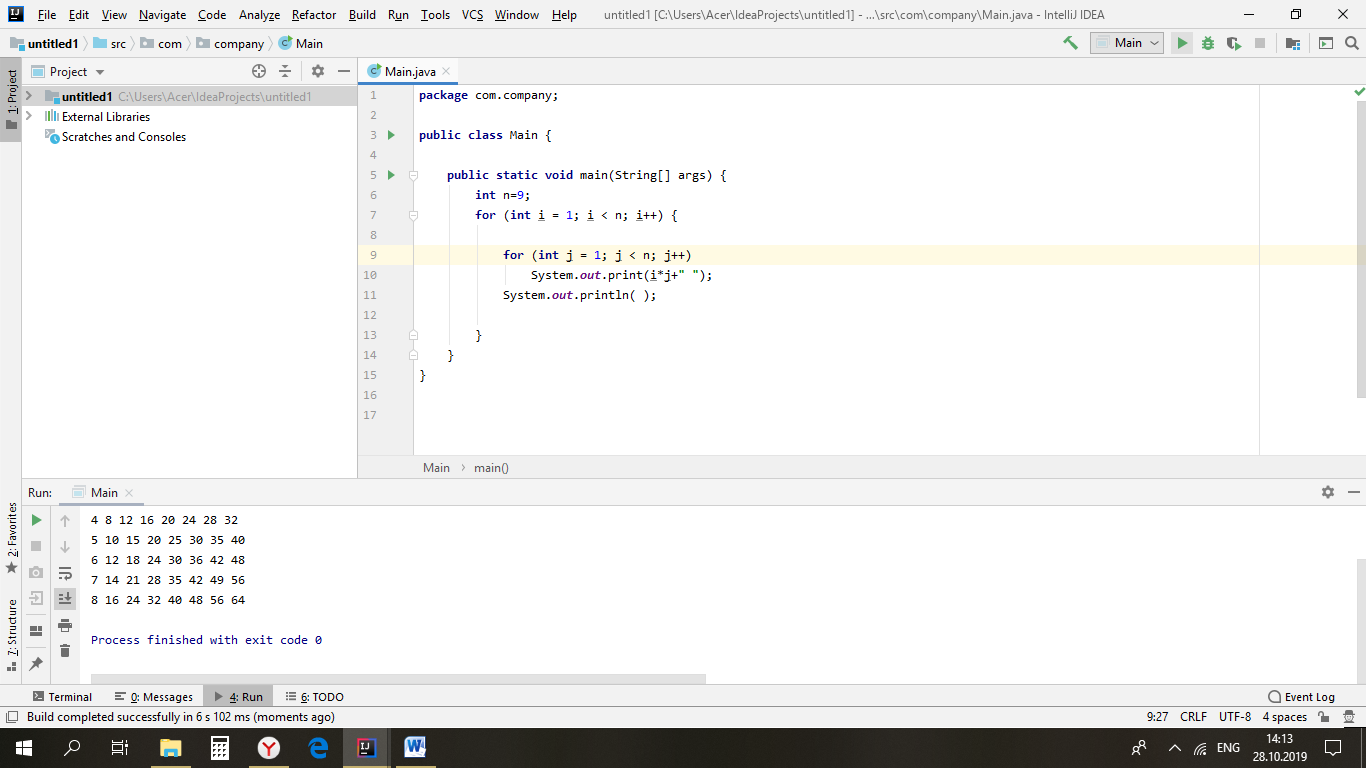 File Edit View Navigate Code Analyze Refactor Build Run Tools VCS Window Help untitled1 [C:\Users\Acer\IdeaProjects\untitled1] - ...\src\com\company\Main.java - IntelliJ IDEA
untitled1 src com company Main Main
1: Project
Project
Main.java
untitled1 C:\Users\Acer\IdeaProjects\untitled1
External Libraries
Scratches and Consoles
1 package com.company;
2
3 public class Main {
4
5 public static void main(String[] args) {
6 int n=9;
7 for (int i = 1; i < n; i++) {
8
9 for (int j = 1; j < n; j++)
10 System.out.print(i*j+" ");
11 System.out.println( );
12
13 }
14 }
15 }
16
17
Main main()
Run: Main
2: Favorites
7: Structure
4 8 12 16 20 24 28 32
5 10 15 20 25 30 35 40
6 12 18 24 30 36 42 48
7 14 21 28 35 42 49 56
8 16 24 32 40 48 56 64
Process finished with exit code 0
Terminal 0: Messages 4: Run 6: TODO Event Log
Build completed successfully in 6 s 102 ms (moments ago) 9:27 CRLF UTF-8 4 spaces
ENG 14:13
28.10.2019